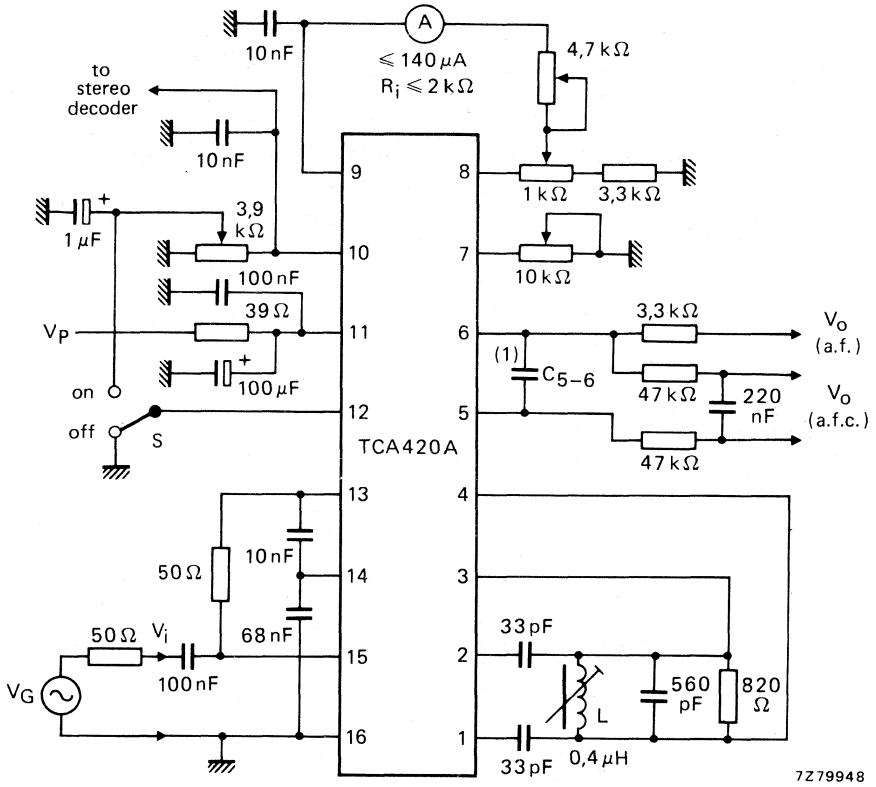 10 nF
A
≤ 140 μA
Ri ≤ 2 kΩ
4,7 kΩ
to
stereo
decoder
10 nF
9
8
1 kΩ
3,3 kΩ
+
1 μF
3,9
kΩ
10
7
10 kΩ
100 nF
VP
39 Ω
11
6
3,3 kΩ
Vo
(a.f.)
+
100 μF
(1)
C5–6
47 kΩ
220
nF
Vo
(a.f.c.)
on
off
S
12
5
47 kΩ
TCA420A
13
4
10 nF
50 Ω
14
3
68 nF
33 pF
50 Ω
Vi
100 nF
15
2
VG
560
pF
820
Ω
L
16
1
33 pF
0,4 μH
7Z79948